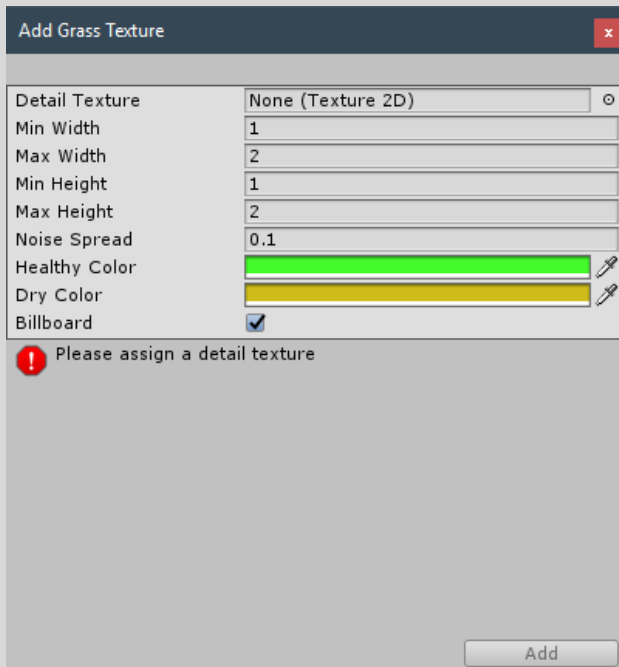 Add Grass Texture
x
Detail Texture None (Texture 2D)
Min Width 1
Max Width 2
Min Height 1
Max Height 2
Noise Spread 0.1
Healthy Color
Dry Color
Billboard
! Please assign a detail texture
Add